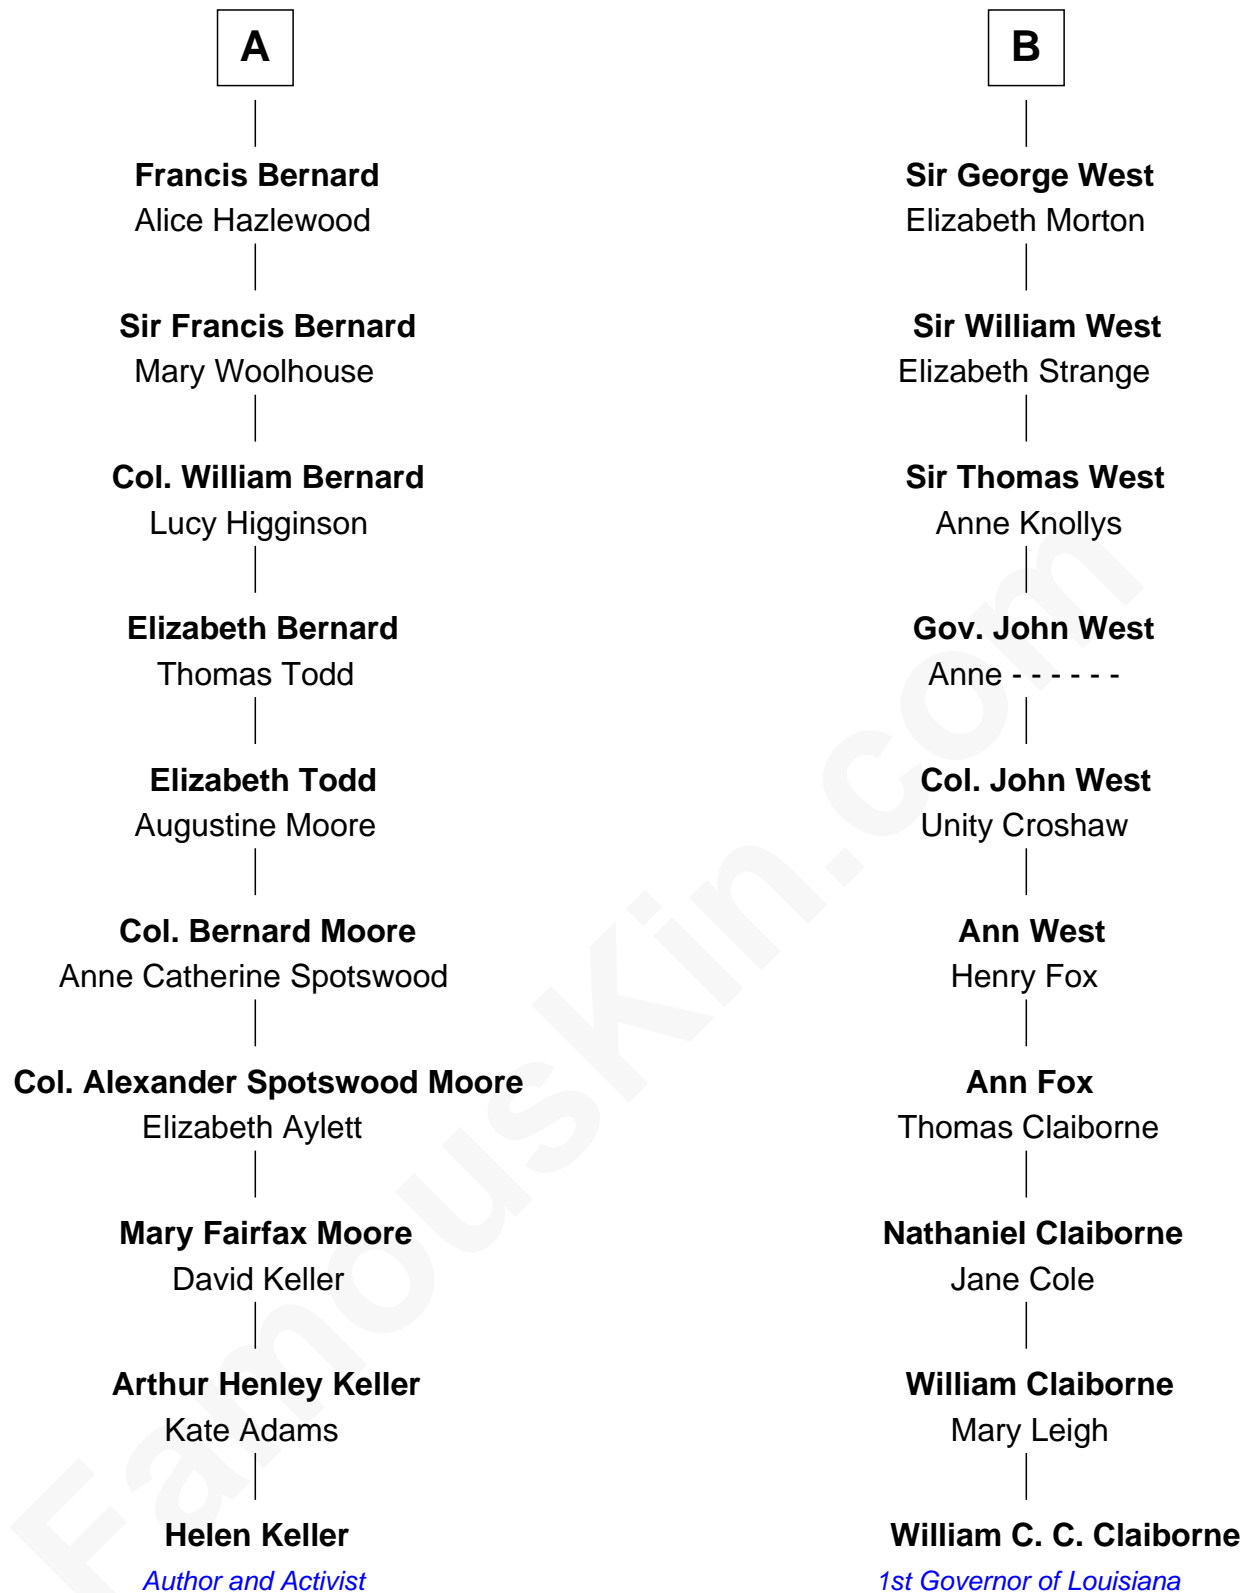 A
Francis Bernard
Alice Hazlewood
Sir Francis Bernard
Mary Woolhouse
Col. William Bernard
Lucy Higginson
Elizabeth Bernard
Thomas Todd
Elizabeth Todd
Augustine Moore
Col. Bernard Moore
Anne Catherine Spotswood
Col. Alexander Spotswood Moore
Elizabeth Aylett
Mary Fairfax Moore
David Keller
Arthur Henley Keller
Kate Adams
Helen Keller
Author and Activist
B
Sir George West
Elizabeth Morton
Sir William West
Elizabeth Strange
Sir Thomas West
Anne Knollys
Gov. John West
Anne - - - - - -
Col. John West
Unity Croshaw
Ann West
Henry Fox
Ann Fox
Thomas Claiborne
Nathaniel Claiborne
Jane Cole
William Claiborne
Mary Leigh
William C. C. Claiborne
1st Governor of Louisiana
FamousKin.com